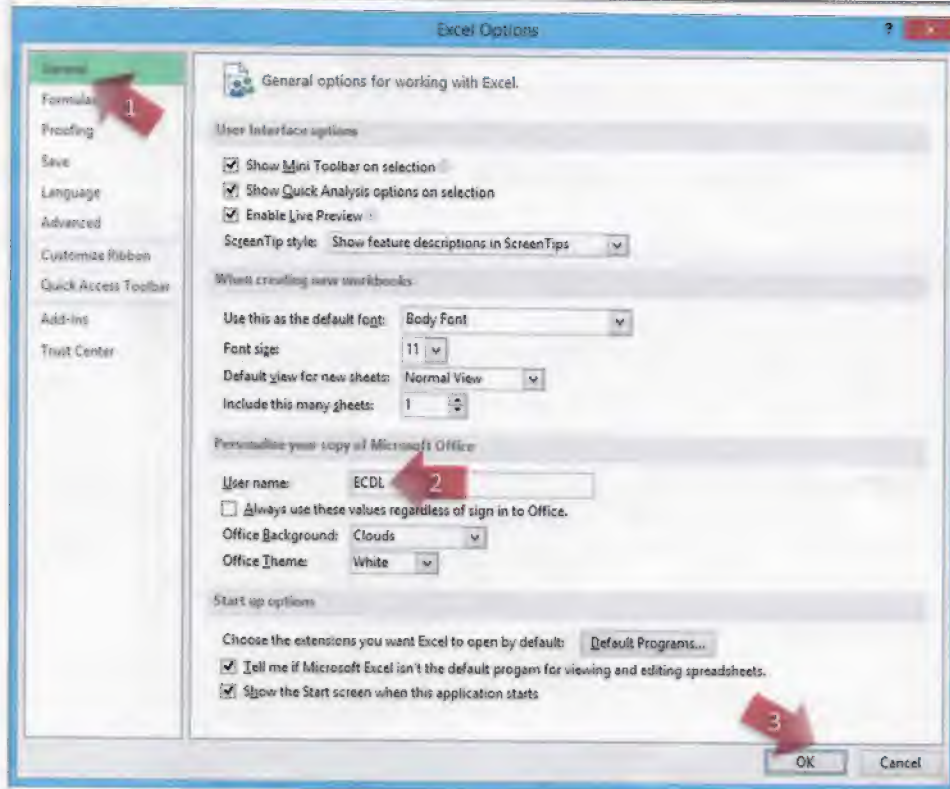 Excel Options
?
General
1
Formulas
Proofing
Save
Language
Advanced
Customize Ribbon
Quick Access Toolbar
Add-Ins
Trust Center
General options for working with Excel.
User Interface options
Show Mini Toolbar on selection
Show Quick Analysis options on selection
Enable Live Preview
ScreenTip style: Show feature descriptions in ScreenTips
When creating new workbooks
Use this as the default font: Body Font
Font size: 11
Default view for new sheets: Normal View
Include this many sheets: 1
Personalize your copy of Microsoft Office
User name: ECDL 2
Always use these values regardless of sign in to Office.
Office Background: Clouds
Office Theme: White
Start up options
Choose the extensions you want Excel to open by default: Default Programs...
Tell me if Microsoft Excel isn't the default progam for viewing and editing spreadsheets.
Show the Start screen when this application starts
3
OK Cancel